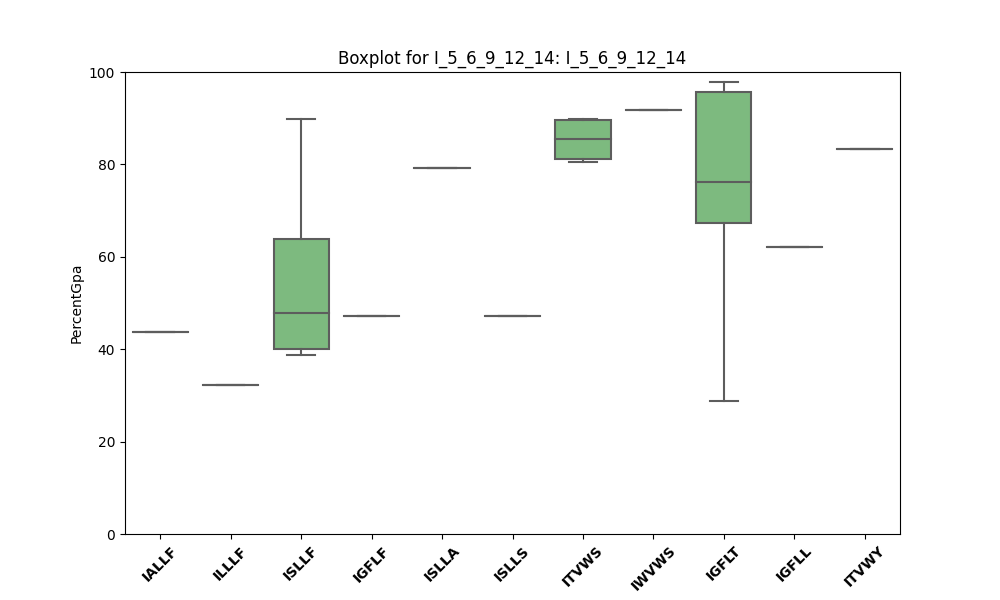 Boxplot for I_5_6_9_12_14: I_5_6_9_12_14
PercentGpa
100
80
60
40
20
0
IALLF
ILLLF
ISLLF
IGFLF
ISLLA
ISLLS
ITVWS
IWVWS
IGFLT
IGFLL
ITVWY